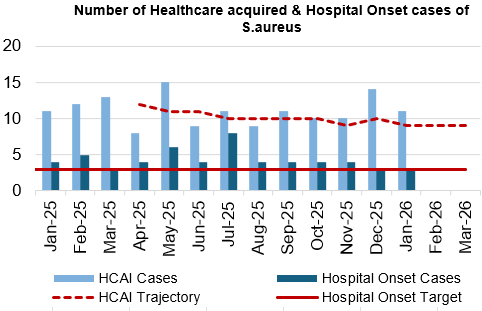 Number of Healthcare acquired & Hospital Onset cases of
S.aureus
20
15
10
5
0
Jan-25
Feb-25
Mar-25
Apr-25
May-25
Jun-25
Jul-25
Aug-25
Sep-25
Oct-25
Nov-25
Dec-25
Jan-26
Feb-26
Mar-26
HCAI Cases
Hospital Onset Cases
HCAI Trajectory
Hospital Onset Target